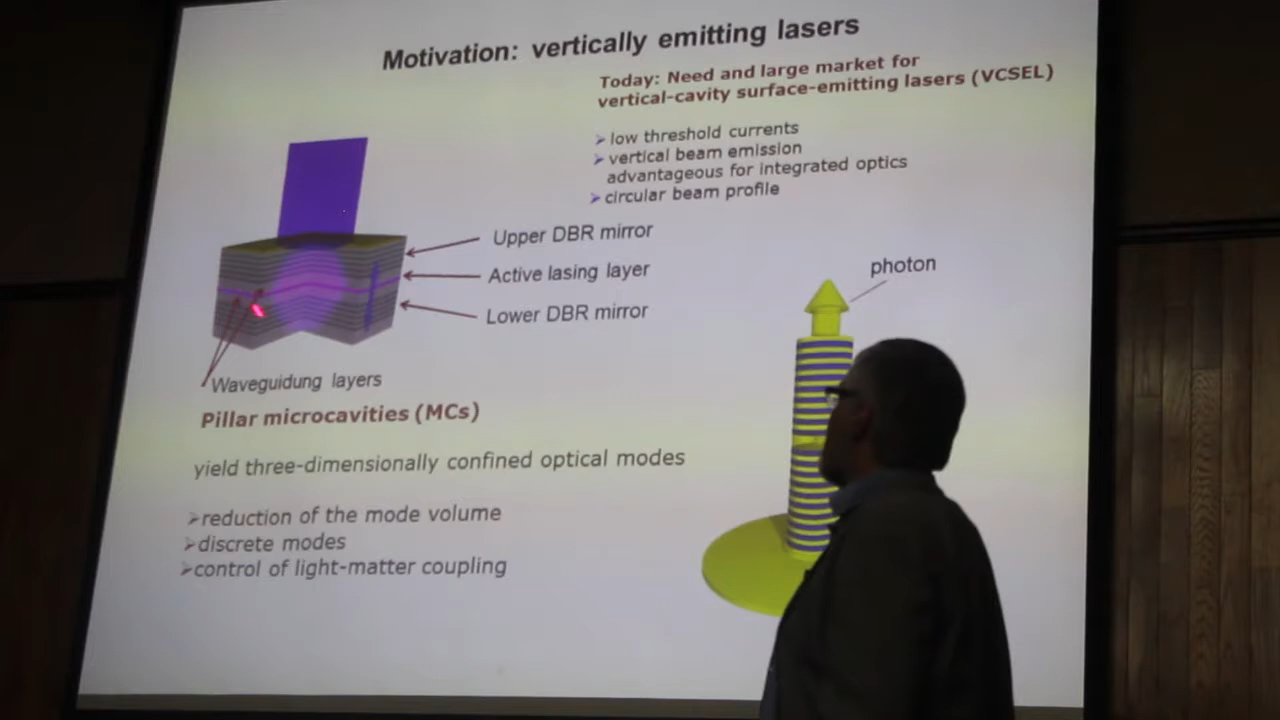 Motivation: vertically emitting lasers
Today: Need and large market for
vertical-cavity surface-emitting lasers (VCSEL)
➢ low threshold currents
➢ vertical beam emission
advantageous for integrated optics
➢ circular beam profile
Upper DBR mirror
Active lasing layer
Lower DBR mirror
photon
Waveguidung layers
Pillar microcavities (MCs)
yield three-dimensionally confined optical modes
➢reduction of the mode volume
➢discrete modes
➢control of light-matter coupling